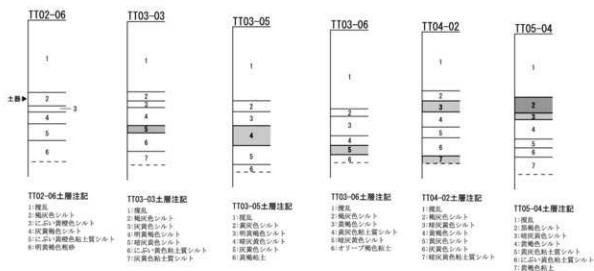 TT02-06
TT03-03
TT03-05
TT03-06
TT04-02
TT05-04
土器
1
2
3
4
5
6
1
2
3
4
5
6
7
1
2
3
4
5
6
1
2
3
4
5
6
1
2
3
4
5
6
7
1
2
3
4
5
6
7
TT02-06土層注記
1:攪乱
2:褐灰色シルト
3:にぶい黄橙色シルト
4:灰黄褐色シルト
5:にぶい黄橙色粘土質シルト
6:明黄褐色粗砂
TT03-03土層注記
1:攪乱
2:褐灰色シルト
3:灰黄色シルト
4:明黄褐色シルト
5:暗灰黄色シルト
6:にぶい黄色粘土質シルト
7:灰黄色粘土質シルト
TT03-05土層注記
1:攪乱
2:褐灰色シルト
3:明黄褐色シルト
4:暗灰黄色シルト
5:黄褐色シルト
6:黄褐粘土
TT03-06土層注記
1:攪乱
2:褐灰色シルト
3:黄褐色シルト
4:黄灰色粘土質シルト
5:暗灰黄色シルト
6:オリーブ褐色粘土
TT04-02土層注記
1:攪乱
2:褐灰色シルト
3:暗灰黄色シルト
4:黄褐色シルト
5:黄灰色シルト
6:灰黄色シルト
7:暗灰黄色粘土質シルト
TT05-04土層注記
1:攪乱
2:黒褐色シルト
3:暗灰黄色シルト
4:黄褐色シルト
5:黄灰色シルト
6:にぶい黄色粘土質シルト
7:黄褐色粘土質シルト